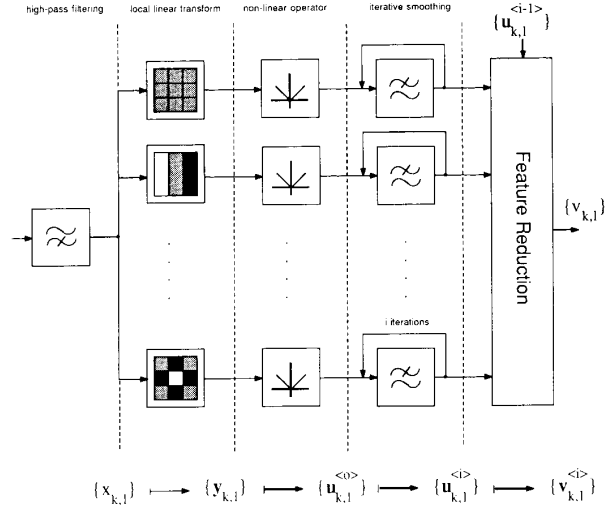 high-pass filtering
local linear transform
non-linear operator
iterative smoothing
{u_{k,l}^{<i-1>}}
Feature Reduction
{v_{k,l}}
i iterations
{x_{k,l}} ⟼ {y_{k,l}} ⟶ {u_{k,l}^{<o>}} ⟶ {u_{k,l}^{<i>}} ⟶ {v_{k,l}^{<i>}}